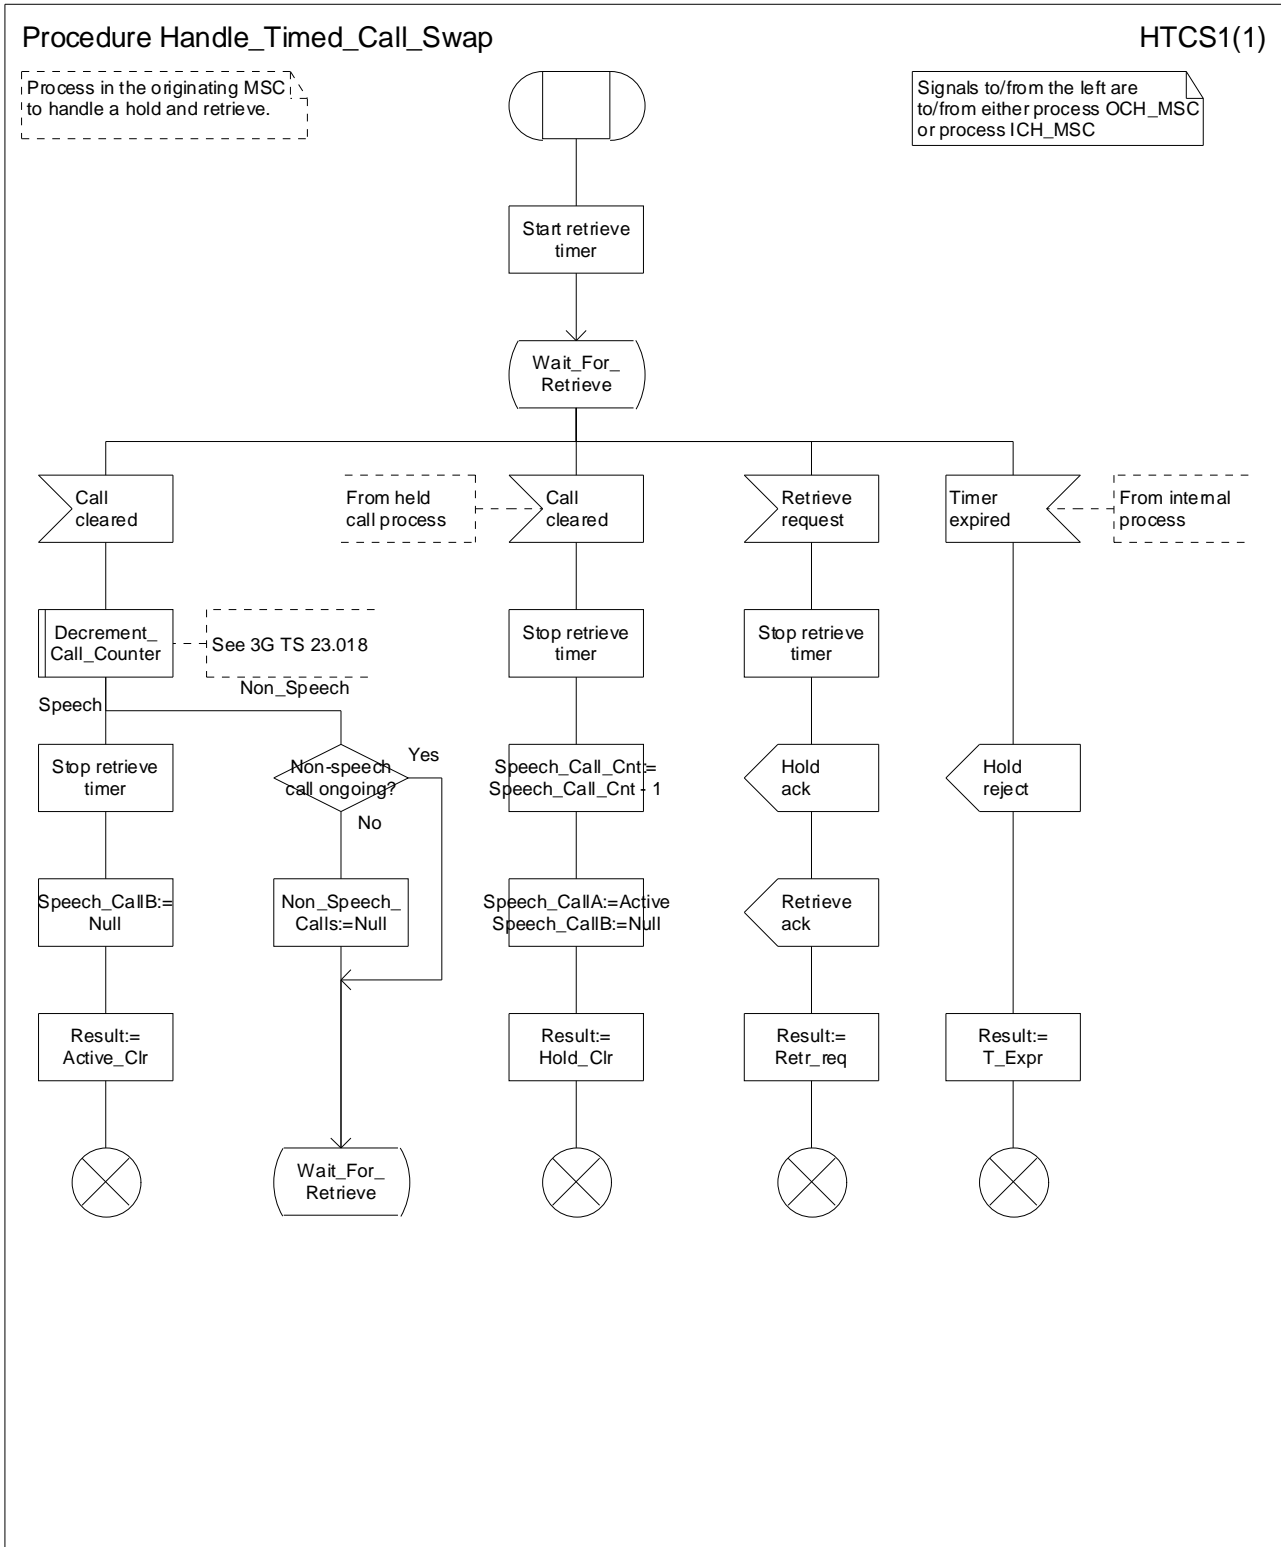 Procedure Handle_Timed_Call_Swap
HTCS1(1)
Process in the originating MSC
to handle a hold and retrieve.
Signals to/from the left are
to/from either process OCH_MSC
or process ICH_MSC
Start retrieve
timer
Wait_For_
Retrieve
Call
cleared
From held
call process
Call
cleared
Retrieve
request
Timer
expired
From internal
process
Decrement_
Call_Counter
See 3G TS 23.018
Stop retrieve
timer
Stop retrieve
timer
Speech
Non_Speech
Stop retrieve
timer
Non-speech
call ongoing?
Yes
No
Speech_Call_Cnt:=
Speech_Call_Cnt - 1
Hold
ack
Hold
reject
Speech_CallB:=
Null
Non_Speech_
Calls:=Null
Speech_CallA:=Active
Speech_CallB:=Null
Retrieve
ack
Result:=
Active_Clr
Result:=
Hold_Clr
Result:=
Retr_req
Result:=
T_Expr
Wait_For_
Retrieve